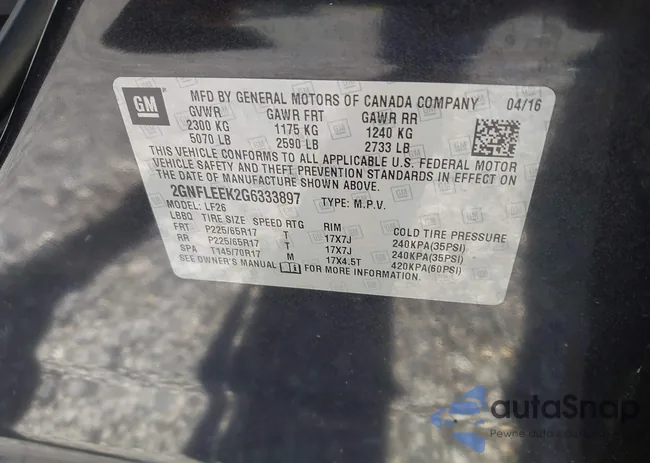 GM
MFD BY GENERAL MOTORS OF CANADA COMPANY 04/16
GVWR GAWR FRT GAWR RR
2300 KG 1175 KG 1240 KG
5070 LB 2590 LB 2733 LB
THIS VEHICLE CONFORMS TO ALL APPLICABLE U.S. FEDERAL MOTOR
VEHICLE SAFETY AND THEFT PREVENTION STANDARDS IN EFFECT ON
THE DATE OF MANUFACTURE SHOWN ABOVE.
2GNFLEEK2G6333897 TYPE: M.P.V.
MODEL: LF26
LBBQ TIRE SIZE SPEED RTG RIM COLD TIRE PRESSURE
FRT P225/65R17 T 17X7J 240KPA(35PSI)
RR P225/65R17 T 17X7J 240KPA(35PSI)
SPA T145/70R17 M 17X4.5T 420KPA(60PSI)
SEE OWNER'S MANUAL FOR MORE INFORMATION.
autaSnap
Pewne auto